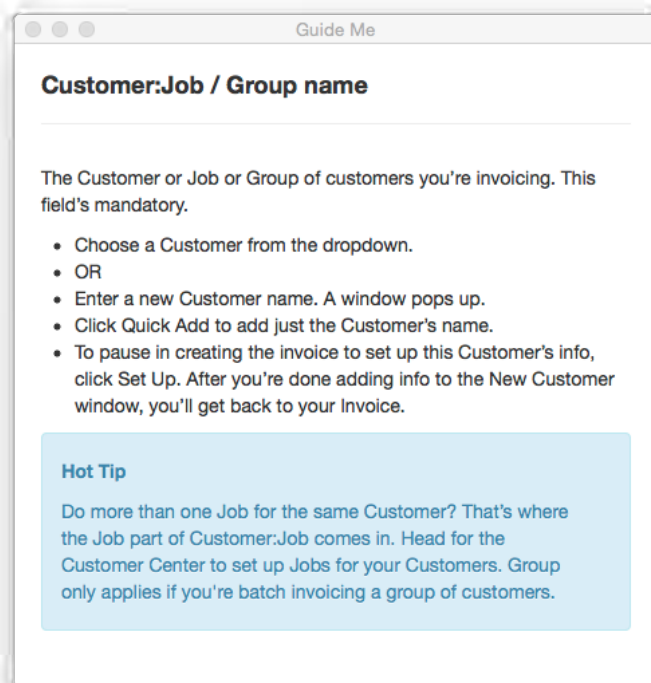 Guide Me
Customer:Job / Group name
The Customer or Job or Group of customers you’re invoicing. This
field’s mandatory.
• Choose a Customer from the dropdown.
• OR
• Enter a new Customer name. A window pops up.
• Click Quick Add to add just the Customer’s name.
• To pause in creating the invoice to set up this Customer’s info,
click Set Up. After you’re done adding info to the New Customer
window, you’ll get back to your Invoice.
Hot Tip
Do more than one Job for the same Customer? That’s where
the Job part of Customer:Job comes in. Head for the
Customer Center to set up Jobs for your Customers. Group
only applies if you're batch invoicing a group of customers.